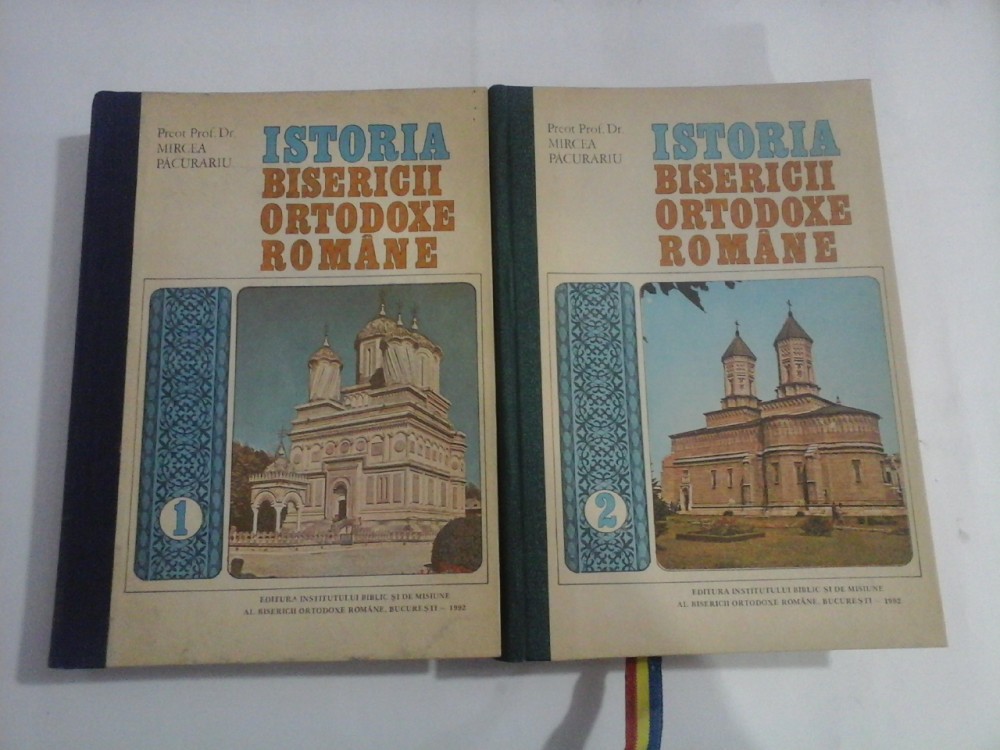 Preot Prof. Dr.
MIRCEA
PĂCURARIU
ISTORIA
BISERICII
ORTODOXE
ROMÂNE
1
EDITURA INSTITUTULUI BIBLIC ȘI DE MISIUNE
AL BISERICII ORTODOXE ROMÂNE, BUCUREȘTI — 1992
Preot Prof. Dr.
MIRCEA
PĂCURARIU
ISTORIA
BISERICII
ORTODOXE
ROMÂNE
2
EDITURA INSTITUTULUI BIBLIC ȘI DE MISIUNE
AL BISERICII ORTODOXE ROMÂNE, BUCUREȘTI — 1992